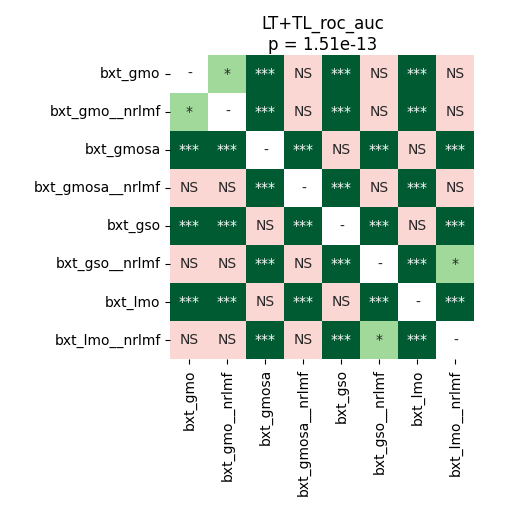 LT+TL_roc_auc
p = 1.51e-13
bxt_gmo - * *** NS *** NS *** NS
bxt_gmo__nrlmf * - *** NS *** NS *** NS
bxt_gmosa *** *** - *** NS *** NS ***
bxt_gmosa__nrlmf NS NS *** - *** NS *** NS
bxt_gso *** *** NS *** - *** NS ***
bxt_gso__nrlmf NS NS *** NS *** - *** *
bxt_lmo *** *** NS *** NS *** - ***
bxt_lmo__nrlmf NS NS *** NS *** * *** -
bxt_gmo
bxt_gmo__nrlmf
bxt_gmosa
bxt_gmosa__nrlmf
bxt_gso
bxt_gso__nrlmf
bxt_lmo
bxt_lmo__nrlmf